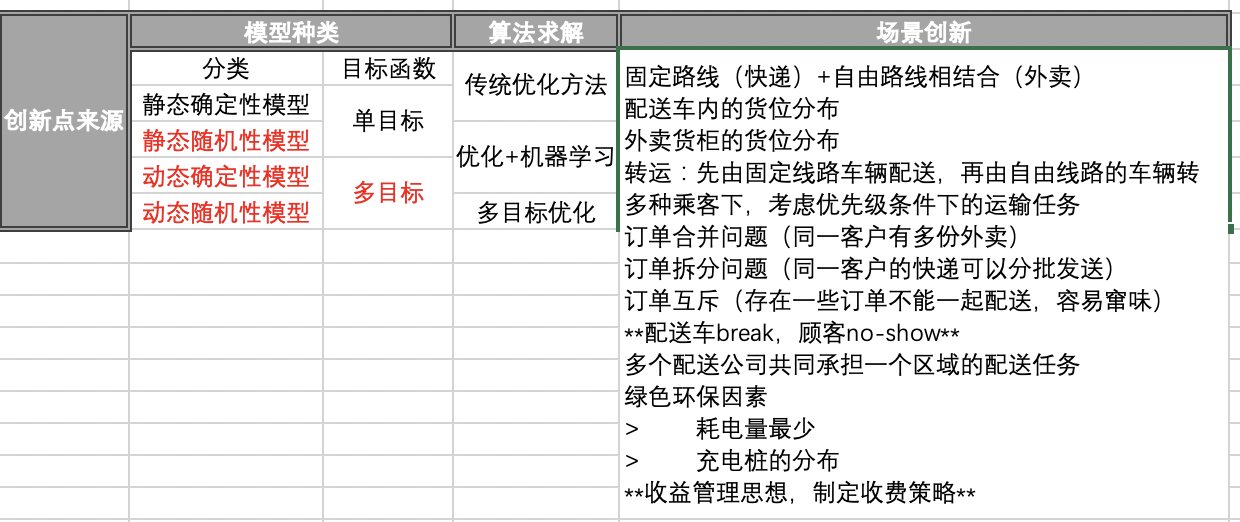 创新点来源
模型种类
算法求解
场景创新
分类
目标函数
静态确定性模型
静态随机性模型
动态确定性模型
动态随机性模型
单目标
多目标
传统优化方法
优化+机器学习
多目标优化
固定路线（快递）+自由路线相结合（外卖）
配送车内的货位分布
外卖货柜的货位分布
转运：先由固定线路车辆配送，再由自由线路的车辆转
多种乘客下，考虑优先级条件下的运输任务
订单合并问题（同一客户有多份外卖）
订单拆分问题（同一客户的快递可以分批发送）
订单互斥（存在一些订单不能一起配送，容易窜味）
**配送车break，顾客no-show**
多个配送公司共同承担一个区域的配送任务
绿色环保因素
> 耗电量最少
> 充电桩的分布
**收益管理思想，制定收费策略**